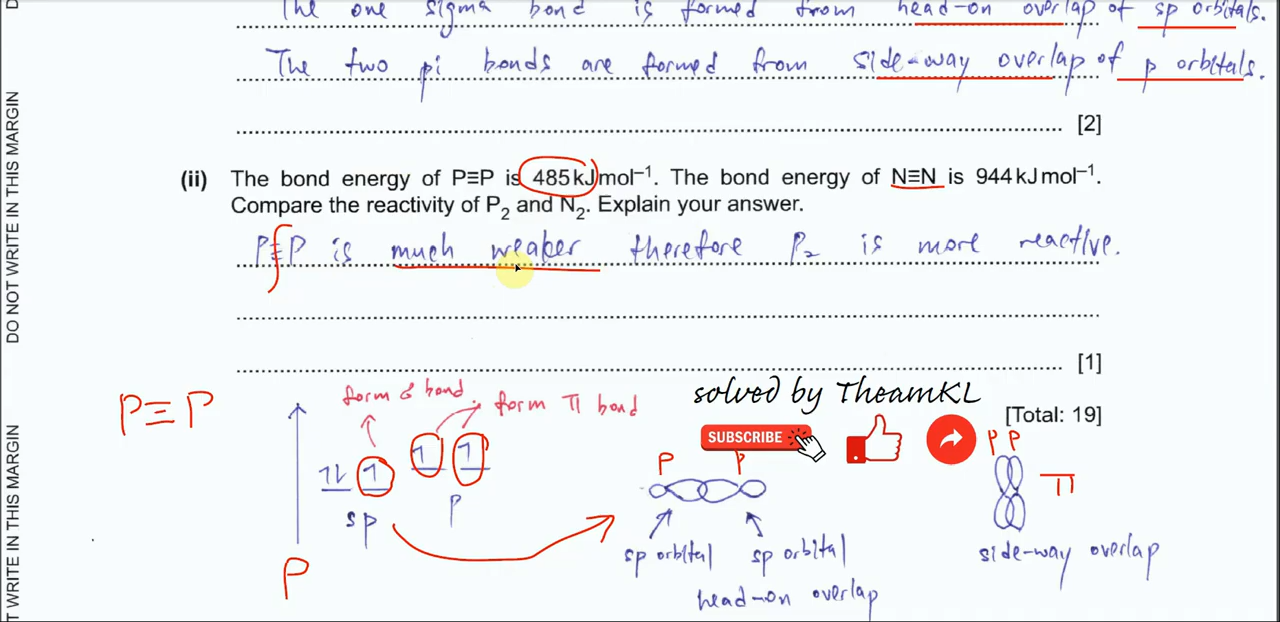 The one sigma bond is formed from head-on overlap of sp orbitals.
The two pi bonds are formed from side-way overlap of p orbitals.
[2]
(ii) The bond energy of P≡P is 485 kJ mol⁻¹. The bond energy of N≡N is 944 kJ mol⁻¹.
Compare the reactivity of P₂ and N₂. Explain your answer.
P≡P is much weaker therefore P₂ is more reactive.
[1]
solved by TheamKL
[Total: 19]
SUBSCRIBE
P≡P
form σ bond
form π bond
1L 1 1 1
sp
p
P
P P
sp orbital sp orbital
head-on overlap
P P
π
side-way overlap
DO NOT WRITE IN THIS MARGIN
T WRITE IN THIS MARGIN